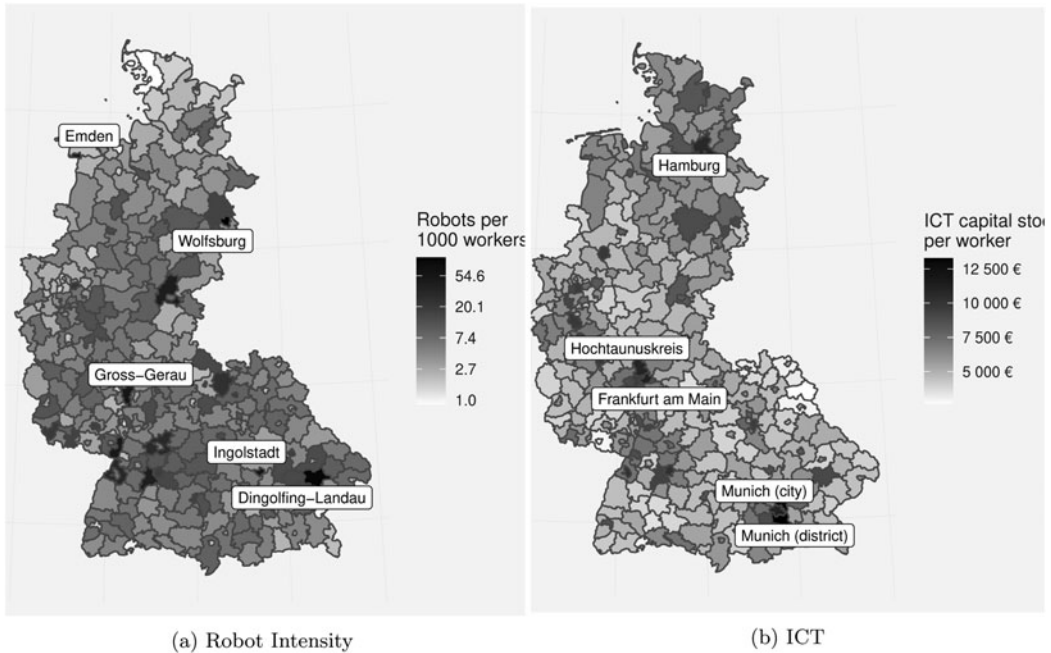 Emden
Wolfsburg
Gross−Gerau
Ingolstadt
Dingolfing−Landau
Robots per
1000 workers
54.6
20.1
7.4
2.7
1.0
(a) Robot Intensity
Hamburg
Hochtaunuskreis
Frankfurt am Main
Munich (city)
Munich (district)
ICT capital sto
per worker
12 500 €
10 000 €
7 500 €
5 000 €
(b) ICT